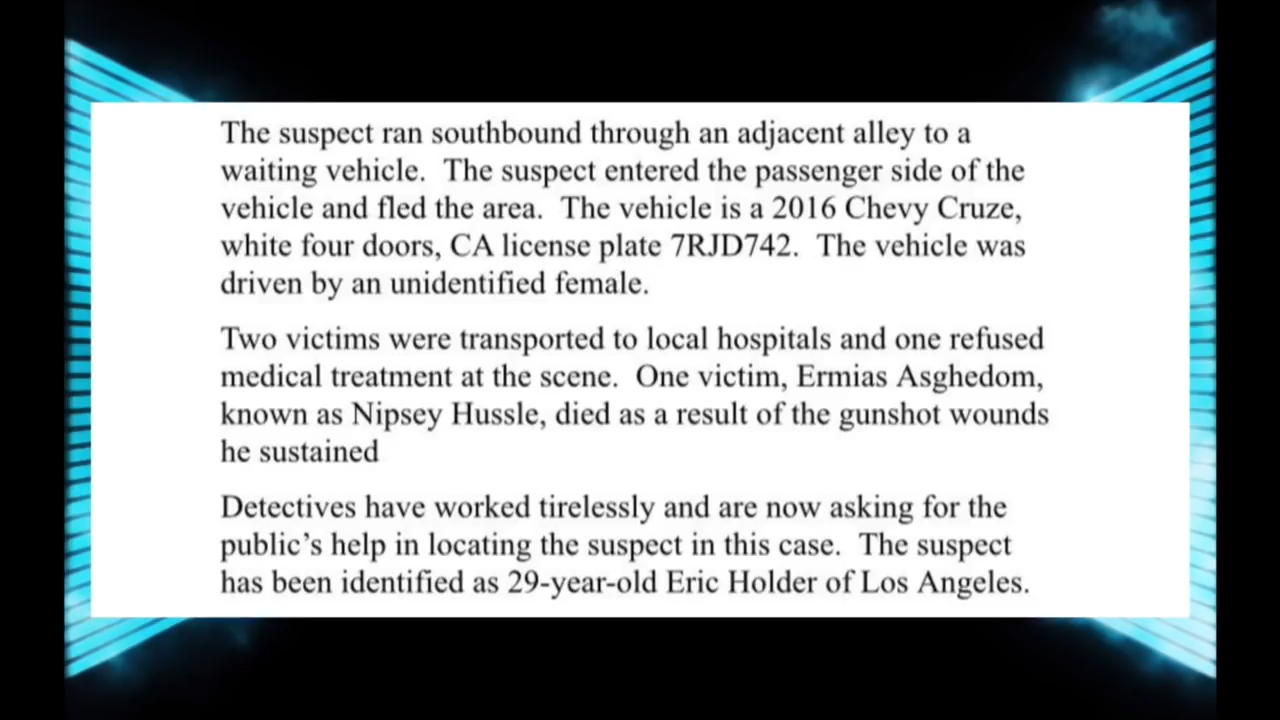 The suspect ran southbound through an adjacent alley to a
waiting vehicle.  The suspect entered the passenger side of the
vehicle and fled the area.  The vehicle is a 2016 Chevy Cruze,
white four doors, CA license plate 7RJD742.  The vehicle was
driven by an unidentified female.
Two victims were transported to local hospitals and one refused
medical treatment at the scene.  One victim, Ermias Asghedom,
known as Nipsey Hussle, died as a result of the gunshot wounds
he sustained
Detectives have worked tirelessly and are now asking for the
public’s help in locating the suspect in this case.  The suspect
has been identified as 29-year-old Eric Holder of Los Angeles.